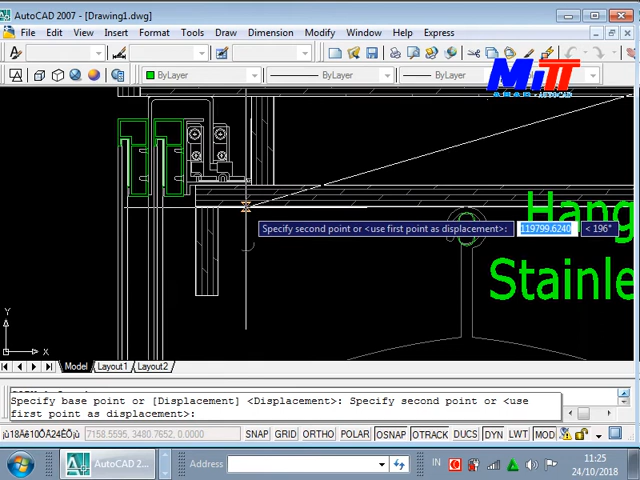 AutoCAD 2007 - [Drawing1.dwg]
File Edit View Insert Format Tools Draw Dimension Modify Window Help Express
ByLayer ByLayer ByLayer
Hang
Specify second point or <use first point as displacement>: 119799.6240 < 196°
Stainle
Y
X
Model Layout1 Layout2
Specify base point or [Displacement] <Displacement>: Specify second point or <use
first point as displacement>:
7158.5595, 3480.7652, 0.0000 SNAP GRID ORTHO POLAR OSNAP OTRACK DUCS DYN LWT MOD
AutoCAD 2... Address IN 11:25
24/10/2018